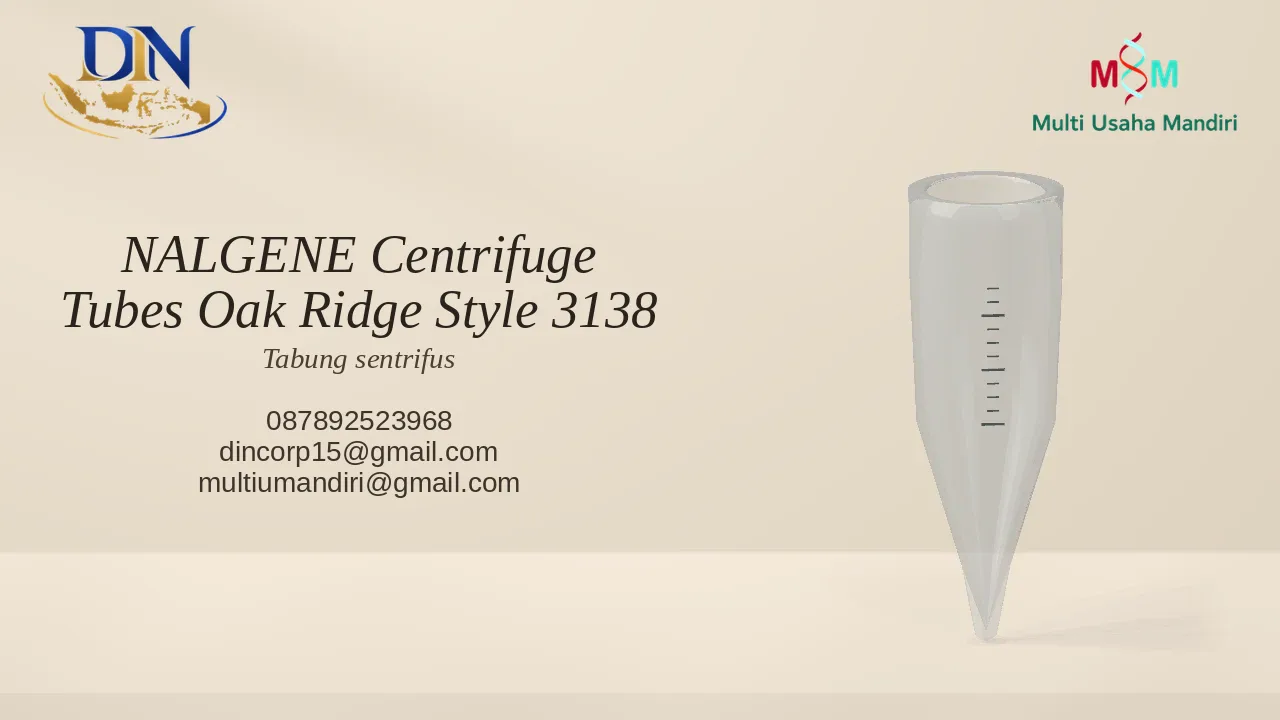 DIN
MSM
Multi Usaha Mandiri
NALGENE Centrifuge
Tubes Oak Ridge Style 3138
Tabung sentrifus
087892523968
dincorp15@gmail.com
multiumandiri@gmail.com